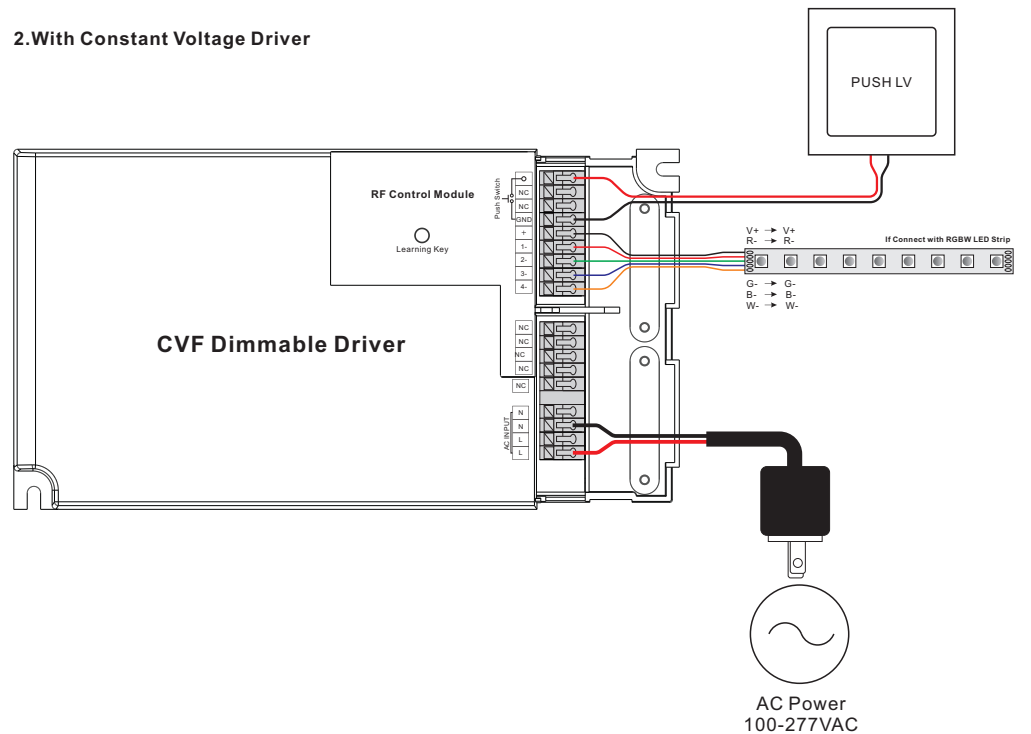 2.With Constant Voltage Driver
PUSH LV
RF Control Module
Learning Key
Push Switch
NC
NC
GND
+
1-
2-
3-
4-
V+ → V+
R- → R-
If Connect with RGBW LED Strip
G- → G-
B- → B-
W- → W-
CVF Dimmable Driver
NC
NC
NC
NC
NC
AC INPUT
N
N
L
L
AC Power
100-277VAC